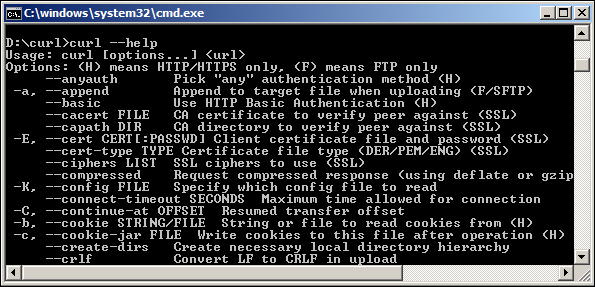 C:\windows\system32\cmd.exe
D:\curl>curl --help
Usage: curl [options...] <url>
Options: (H) means HTTP/HTTPS only, (F) means FTP only
--anyauth Pick "any" authentication method (H)
-a, --append Append to target file when uploading (F/SFTP)
--basic Use HTTP Basic Authentication (H)
--cacert FILE CA certificate to verify peer against (SSL)
--capath DIR CA directory to verify peer against (SSL)
-E, --cert CERT[:PASSWD] Client certificate file and password (SSL)
--cert-type TYPE Certificate file type (DER/PEM/ENG) (SSL)
--ciphers LIST SSL ciphers to use (SSL)
--compressed Request compressed response (using deflate or gzip
-K, --config FILE Specify which config file to read
--connect-timeout SECONDS Maximum time allowed for connection
-C, --continue-at OFFSET Resumed transfer offset
-b, --cookie STRING/FILE String or file to read cookies from (H)
-c, --cookie-jar FILE Write cookies to this file after operation (H)
--create-dirs Create necessary local directory hierarchy
--crlf Convert LF to CRLF in upload